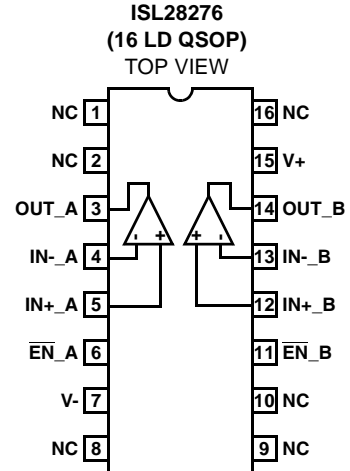 ISL28276
(16 LD QSOP)
TOP VIEW
NC 1 16 NC
NC 2 15 V+
OUT_A 3 14 OUT_B
IN-_A 4 - + + - 13 IN-_B
IN+_A 5 12 IN+_B
EN_A 6 11 EN_B
V- 7 10 NC
NC 8 9 NC